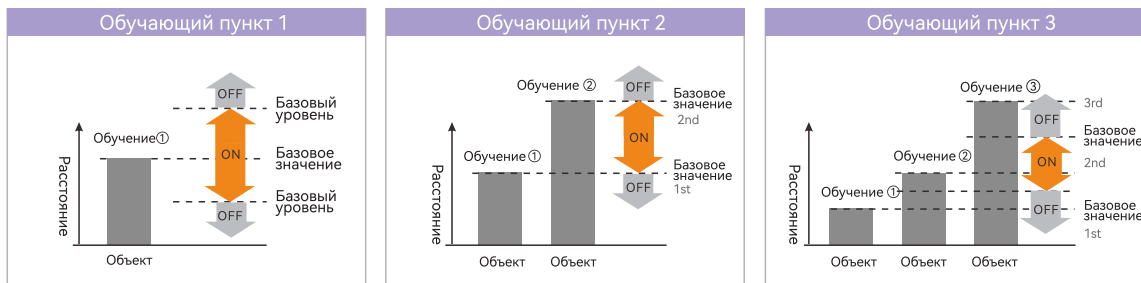 Обучающий пункт 1
OFF
Базовый
уровень
Обучение①
ON
Базовое
значение
Базовый
уровень
OFF
Расстояние
Объект
Обучающий пункт 2
Обучение ②
OFF
Базовое
значение
2nd
ON
Обучение ①
Базовое
значение
1st
OFF
Расстояние
Объект
Объект
Обучающий пункт 3
Обучение ③
3rd
OFF
Базовое
значение
Обучение ②
ON
2nd
Обучение ①
OFF
Базовое
значение
1st
Расстояние
Объект
Объект
Объект